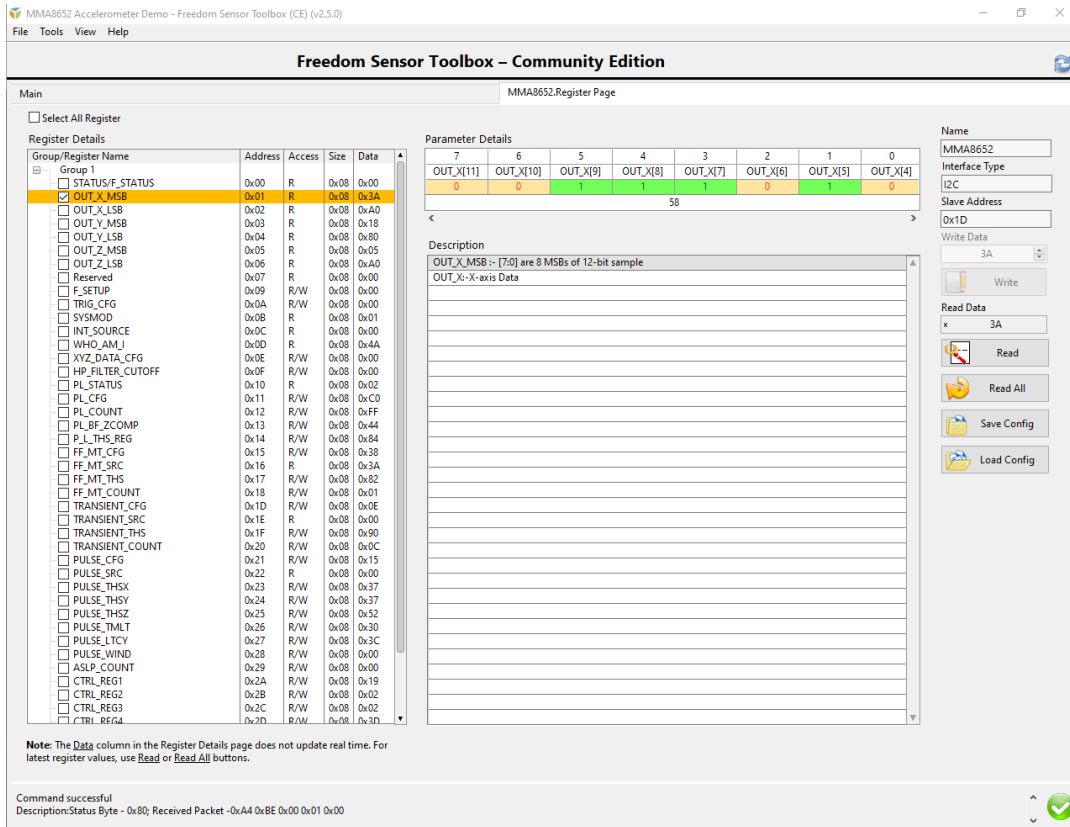 MMA8652 Accelerometer Demo - Freedom Sensor Toolbox (CE) (v2.5.0)
File Tools View Help
Freedom Sensor Toolbox – Community Edition
Main
MMA8652.Register Page
Select All Register
Register Details
Group/Register Name Address Access Size Data
Group 1
STATUS/F_STATUS 0x00 R 0x08 0x00
OUT_X_MSB 0x01 R 0x08 0x3A
OUT_X_LSB 0x02 R 0x08 0xA0
OUT_Y_MSB 0x03 R 0x08 0x18
OUT_Y_LSB 0x04 R 0x08 0x80
OUT_Z_MSB 0x05 R 0x08 0x05
OUT_Z_LSB 0x06 R 0x08 0xA0
Reserved 0x07 R 0x08 0x00
F_SETUP 0x09 R/W 0x08 0x00
TRIG_CFG 0x0A R/W 0x08 0x00
SYSMOD 0x0B R 0x08 0x01
INT_SOURCE 0x0C R 0x08 0x00
WHO_AM_I 0x0D R 0x08 0x4A
XYZ_DATA_CFG 0x0E R/W 0x08 0x00
HP_FILTER_CUTOFF 0x0F R/W 0x08 0x00
PL_STATUS 0x10 R 0x08 0x02
PL_CFG 0x11 R/W 0x08 0xC0
PL_COUNT 0x12 R/W 0x08 0xFF
PL_BF_ZCOMP 0x13 R/W 0x08 0x44
P_L_THS_REG 0x14 R/W 0x08 0x84
FF_MT_CFG 0x15 R/W 0x08 0x38
FF_MT_SRC 0x16 R 0x08 0x3A
FF_MT_THS 0x17 R/W 0x08 0x82
FF_MT_COUNT 0x18 R/W 0x08 0x01
TRANSIENT_CFG 0x1D R/W 0x08 0x0E
TRANSIENT_SRC 0x1E R 0x08 0x00
TRANSIENT_THS 0x1F R/W 0x08 0x90
TRANSIENT_COUNT 0x20 R/W 0x08 0x0C
PULSE_CFG 0x21 R/W 0x08 0x15
PULSE_SRC 0x22 R 0x08 0x00
PULSE_THSX 0x23 R/W 0x08 0x37
PULSE_THSY 0x24 R/W 0x08 0x37
PULSE_THSZ 0x25 R/W 0x08 0x52
PULSE_TMLT 0x26 R/W 0x08 0x30
PULSE_LTCY 0x27 R/W 0x08 0x3C
PULSE_WIND 0x28 R/W 0x08 0x00
ASLP_COUNT 0x29 R/W 0x08 0x00
CTRL_REG1 0x2A R/W 0x08 0x19
CTRL_REG2 0x2B R/W 0x08 0x02
CTRL_REG3 0x2C R/W 0x08 0x02
CTRL_REG4 0x2D R/W 0x08 0x3D
Note: The Data column in the Register Details page does not update real time. For
latest register values, use Read or Read All buttons.
Parameter Details
7 6 5 4 3 2 1 0
OUT_X[11] OUT_X[10] OUT_X[9] OUT_X[8] OUT_X[7] OUT_X[6] OUT_X[5] OUT_X[4]
0 0 1 1 1 0 1 0
58
Description
OUT_X_MSB :- [7:0] are 8 MSBs of 12-bit sample
OUT_X:-X-axis Data
Name
MMA8652
Interface Type
I2C
Slave Address
0x1D
Write Data
3A
Write
Read Data
x 3A
Read
Read All
Save Config
Load Config
Command successful
Description:Status Byte - 0x80; Received Packet -0xA4 0xBE 0x00 0x01 0x00